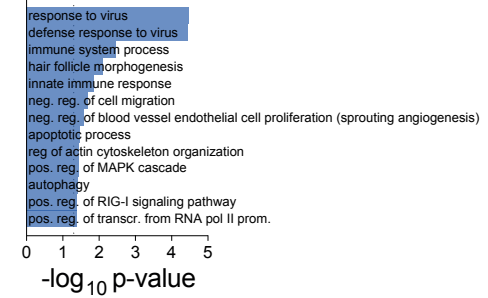 response to virus
defense response to virus
immune system process
hair follicle morphogenesis
innate immune response
neg. reg. of cell migration
neg. reg. of blood vessel endothelial cell proliferation (sprouting angiogenesis)
apoptotic process
reg of actin cytoskeleton organization
pos. reg. of MAPK cascade
autophagy
pos. reg. of RIG-I signaling pathway
pos. reg. of transcr. from RNA pol II prom.
0 1 2 3 4 5
-log10 p-value